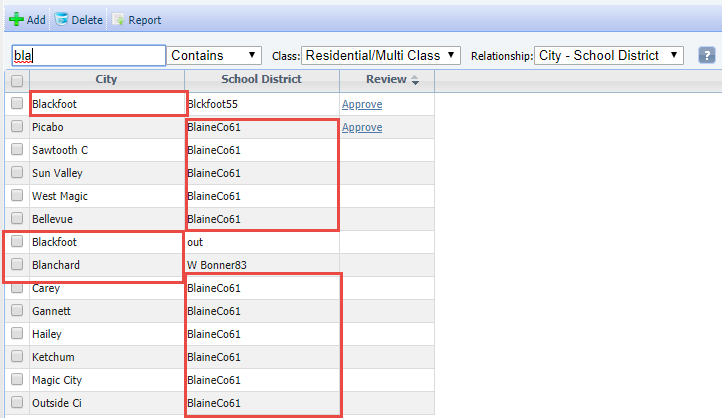 Add Delete Report
bla Contains Class: Residential/Multi Class Relationship: City - School District ?
City School District Review
Blackfoot Blckfoot55 Approve
Picabo BlaineCo61 Approve
Sawtooth C BlaineCo61
Sun Valley BlaineCo61
West Magic BlaineCo61
Bellevue BlaineCo61
Blackfoot out
Blanchard W Bonner83
Carey BlaineCo61
Gannett BlaineCo61
Hailey BlaineCo61
Ketchum BlaineCo61
Magic City BlaineCo61
Outside Ci BlaineCo61